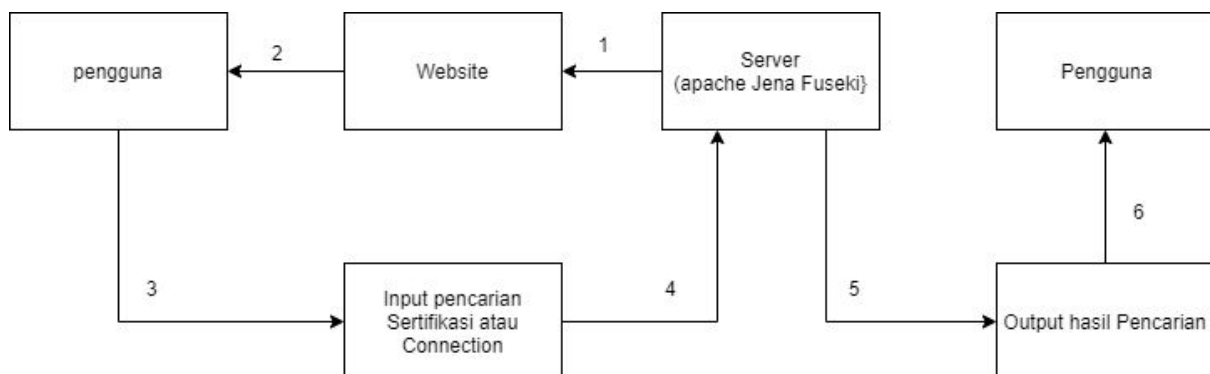 pengguna
2
Website
1
Server
(apache Jena Fuseki}
Pengguna
3
Input pencarian
Sertifikasi atau
Connection
4
5
Output hasil Pencarian
6